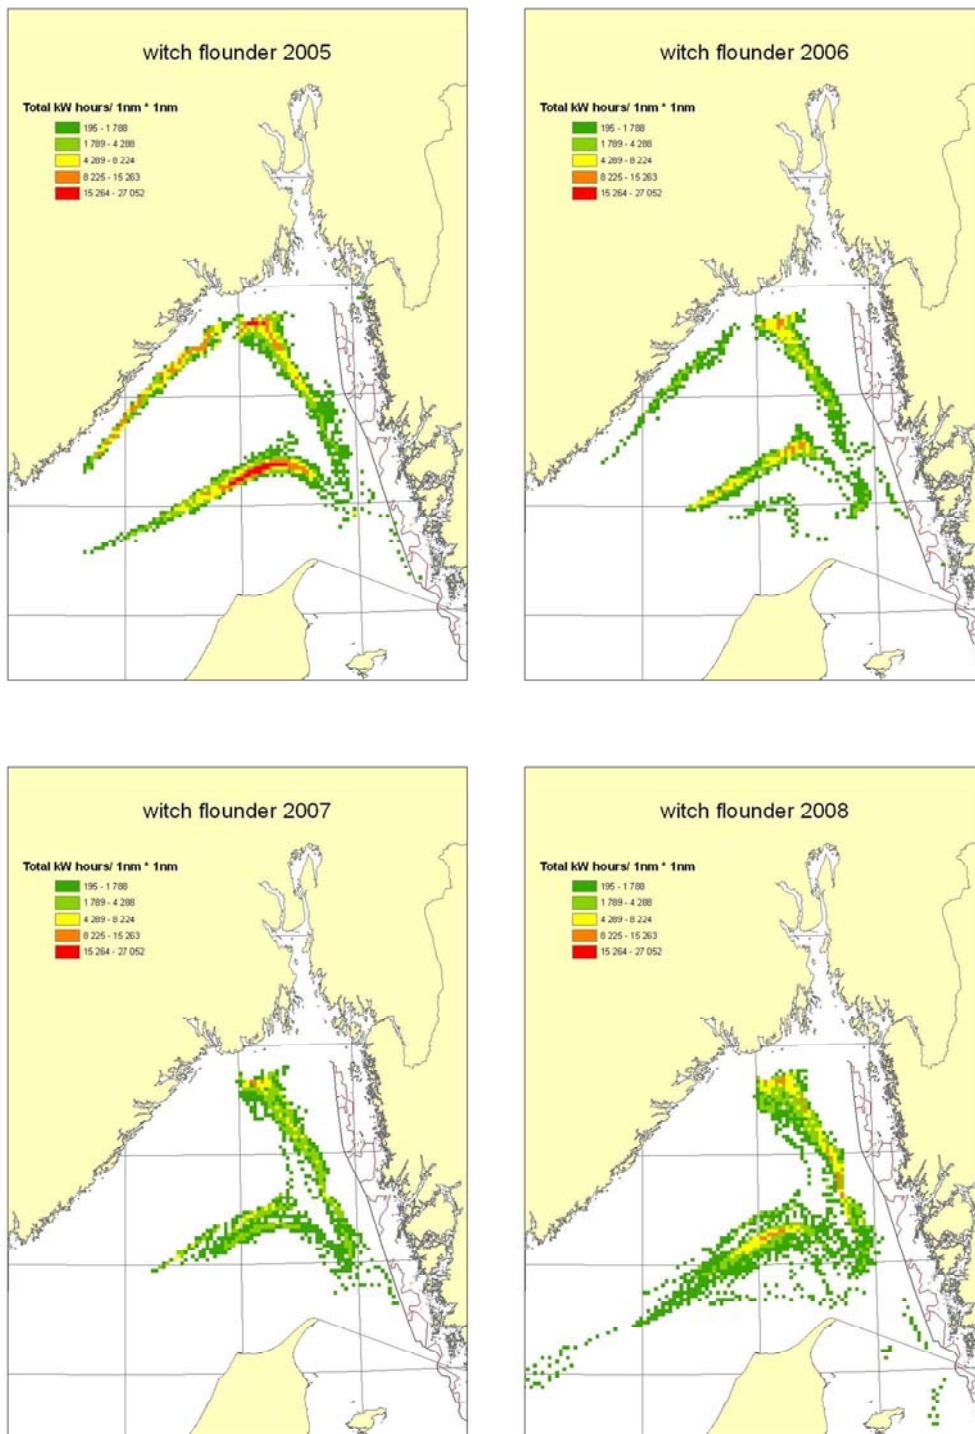 witch flounder 2005
Total kW hours/ 1nm * 1nm
195 - 1 788
1 789 - 4 288
4 289 - 8 224
8 225 - 15 263
15 264 - 27 052
witch flounder 2006
Total kW hours/ 1nm * 1nm
195 - 1 788
1 789 - 4 288
4 289 - 8 224
8 225 - 15 263
15 264 - 27 052
witch flounder 2007
Total kW hours/ 1nm * 1nm
195 - 1 788
1 789 - 4 288
4 289 - 8 224
8 225 - 15 263
15 264 - 27 052
witch flounder 2008
Total kW hours/ 1nm * 1nm
195 - 1 788
1 789 - 4 288
4 289 - 8 224
8 225 - 15 263
15 264 - 27 052